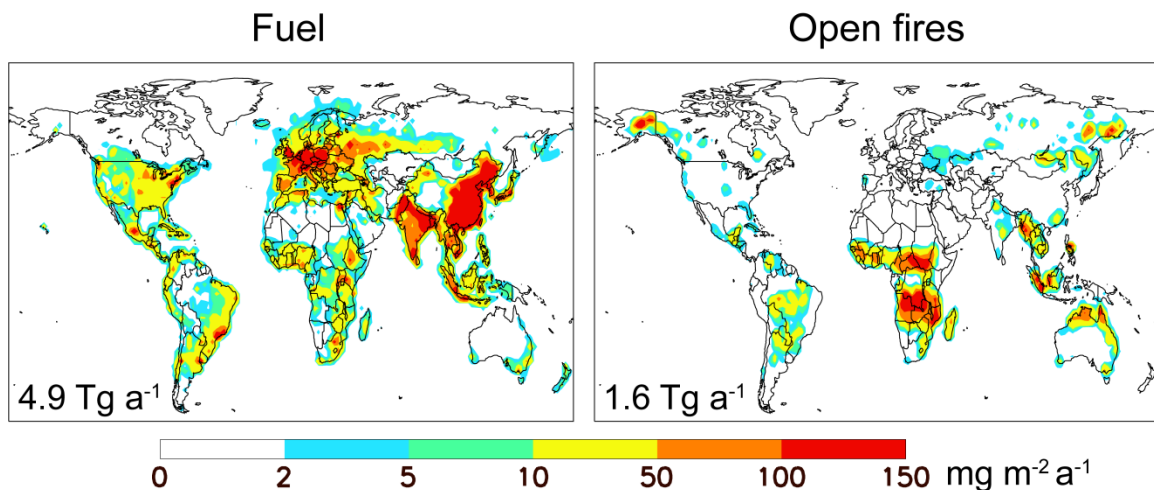 Fuel
Open fires
4.9 Tg a⁻¹
1.6 Tg a⁻¹
0 2 5 10 50 100 150 mg m⁻² a⁻¹